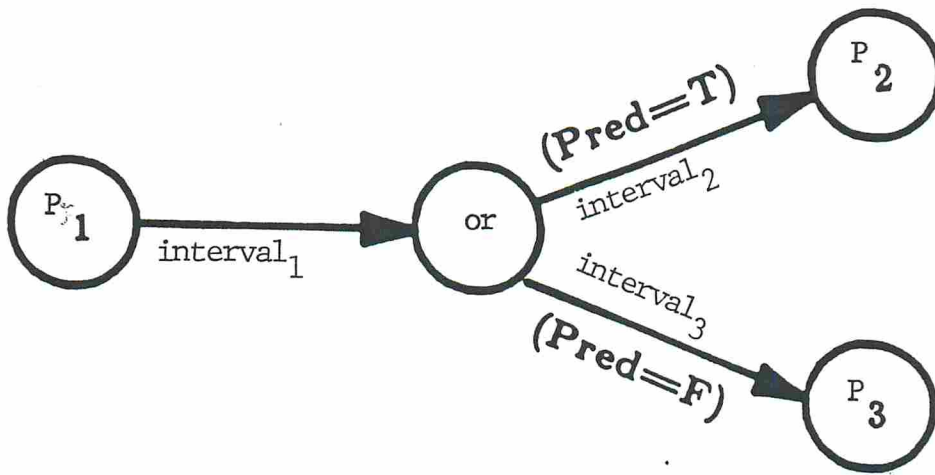 P₁
interval₁
or
(Pred=T)
interval₂
P₂
interval₃
(Pred=F)
P₃